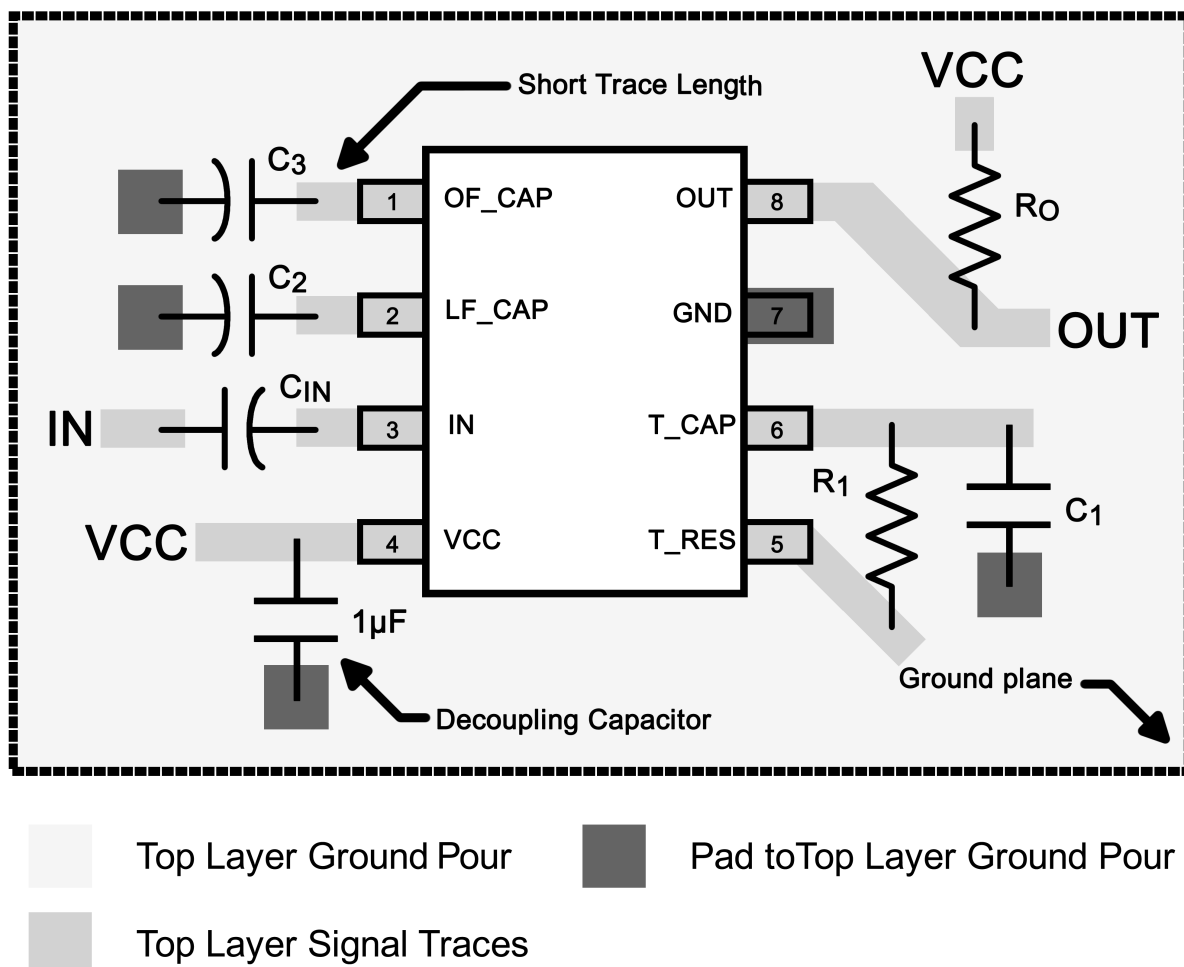 Short Trace Length
VCC
C3
1
OF_CAP
OUT
8
RO
C2
2
LF_CAP
GND
7
OUT
CIN
IN
3
IN
T_CAP
6
R1
C1
VCC
4
VCC
T_RES
5
1µF
Ground plane
Decoupling Capacitor
Top Layer Ground Pour
Pad toTop Layer Ground Pour
Top Layer Signal Traces